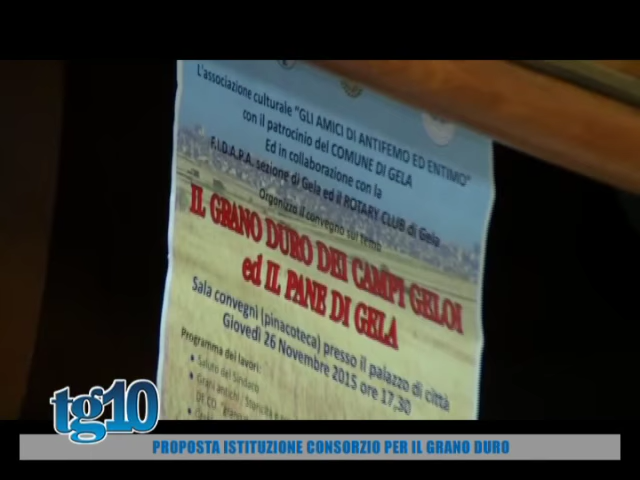 L'associazione culturale "GLI AMICI DI ANTIFEMO ED ENTIMO"
con il patrocinio del COMUNE DI GELA
Ed in collaborazione con la
F.I.D.A.P.A. sezione di Gela ed il ROTARY CLUB di Gela
Organizza il convegno sul tema
IL GRANO DURO DEI CAMPI GELOI
ed IL PANE DI GELA
Sala convegni (pinacoteca) presso il palazzo di città
Giovedì 26 Novembre 2015 ore 17,30
Programma dei lavori:
• Saluto del Sindaco
• Grani antichi
tg10
PROPOSTA ISTITUZIONE CONSORZIO PER IL GRANO DURO